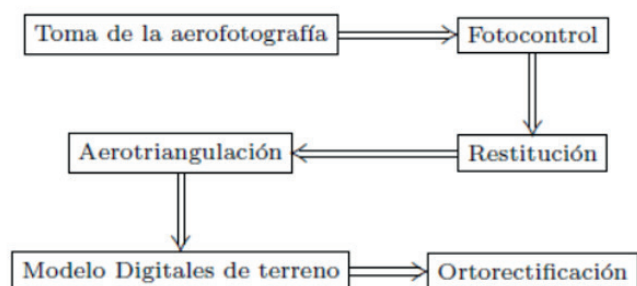 Toma de la aerofotografía
Fotocontrol
Restitución
Aerotriangulación
Modelo Digitales de terreno
Ortorectificación